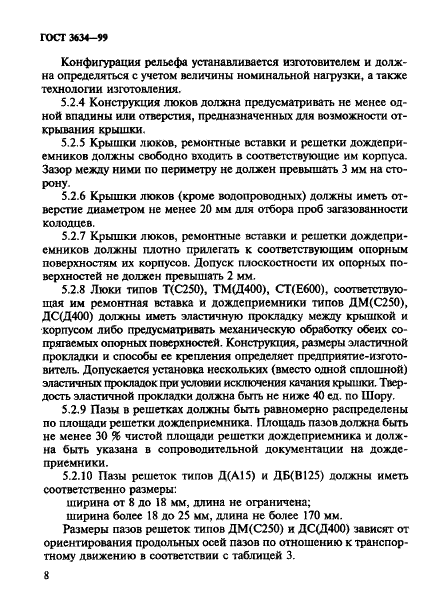 ГОСТ 3634—99
Конфигурация рельефа устанавливается изготовителем и долж-
на определяться с учетом величины номинальной нагрузки, а также
технологии изготовления.
5.2.4 Конструкция люков должна предусматривать не менее од-
ной впадины или отверстия, предназначенных для возможности от-
крывания крышки.
5.2.5 Крышки люков, ремонтные вставки и решетки дождепри-
емников должны свободно входить в соответствующие им корпуса.
Зазор между ними по периметру не должен превышать 3 мм на сто-
рону.
5.2.6 Крышки люков (кроме водопроводных) должны иметь от-
верстие диаметром не менее 20 мм для отбора проб загазованности
колодцев.
5.2.7 Крышки люков, ремонтные вставки и решетки дождепри-
емников должны плотно прилегать к соответствующим опорным
поверхностям их корпусов. Допуск плоскостности их опорных по-
верхностей не должен превышать 2 мм.
5.2.8 Люки типов Т(С250), ТМ(Д400), СТ(Е600), соответствую-
щая им ремонтная вставка и дождеприемники типов ДМ(С250),
ДС(Д400) должны иметь эластичную прокладку между крышкой и
корпусом либо предусматривать механическую обработку обеих со-
прягаемых опорных поверхностей. Конструкция, размеры эластичной
прокладки и способы ее крепления определяет предприятие-изгото-
витель. Допускается установка нескольких (вместо одной сплошной)
эластичных прокладок при условии исключения качания крышки. Твер-
дость эластичной прокладки должна быть не ниже 40 ед. по Шору.
5.2.9 Пазы в решетках должны быть равномерно распределены
по площади решетки дождеприемника. Площадь пазов должна быть
не менее 30 % чистой площади решетки дождеприемника и долж-
на быть указана в сопроводительной документации на дожде-
приемники.
5.2.10 Пазы решеток типов Д(А15) и ДБ(В125) должны иметь
соответственно размеры:
ширина от 8 до 18 мм, длина не ограничена;
ширина более 18 до 25 мм, длина не более 170 мм.
Размеры пазов решеток типов ДМ(С250) и ДС(Д400) зависят от
ориентирования продольных осей пазов по отношению к транспор-
тному движению в соответствии с таблицей 3.
8